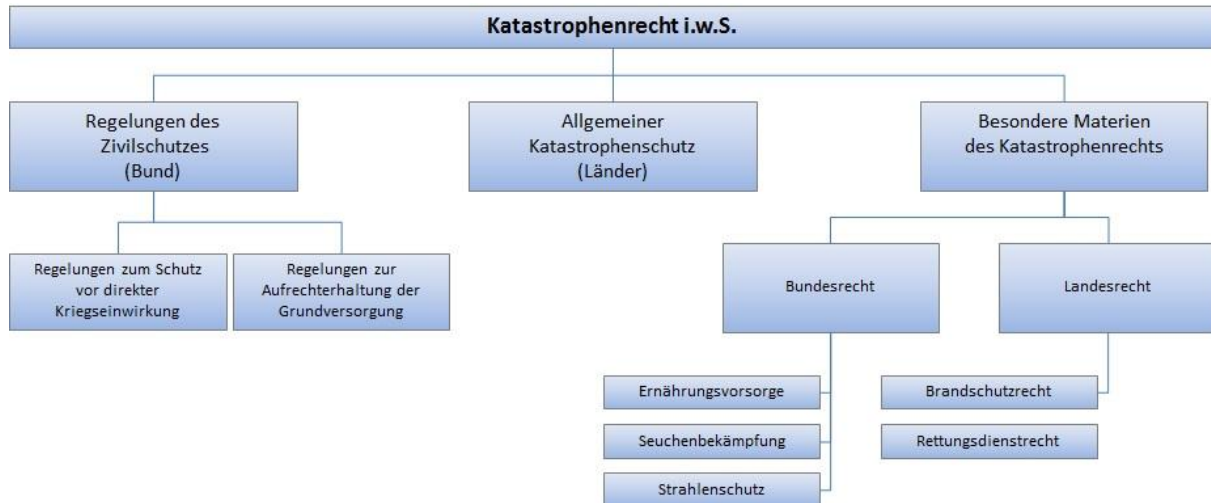 Katastrophenrecht i.w.S.
Regelungen des
Zivilschutzes
(Bund)
Allgemeiner
Katastrophenschutz
(Länder)
Besondere Materien
des Katastrophenrechts
Regelungen zum Schutz
vor direkter
Kriegseinwirkung
Regelungen zur
Aufrechterhaltung der
Grundversorgung
Bundesrecht
Landesrecht
Ernährungsvorsorge
Seuchenbekämpfung
Strahlenschutz
Brandschutzrecht
Rettungsdienstrecht